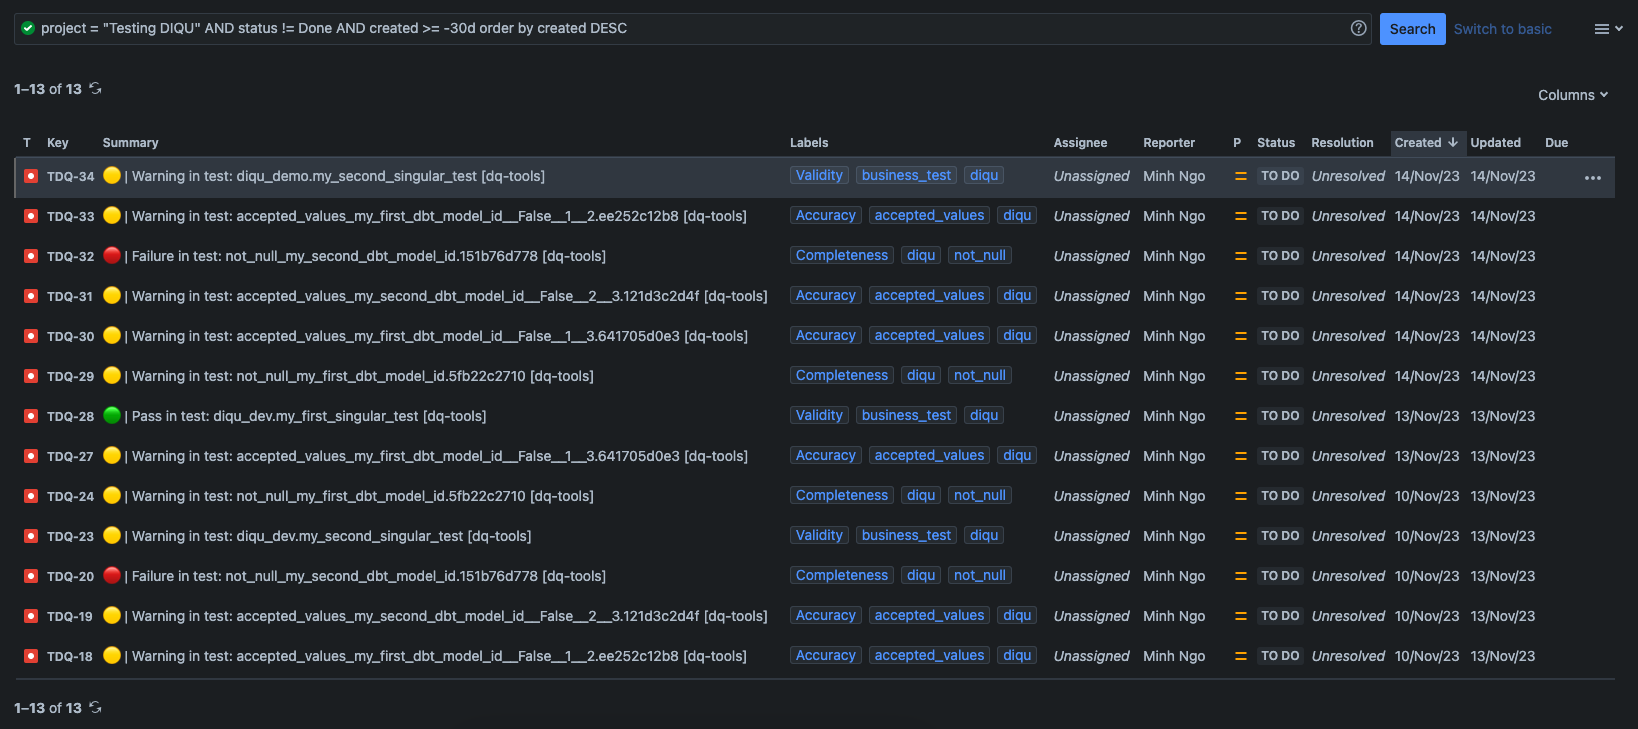 project = "Testing DIQU" AND status != Done AND created >= -30d order by created DESC Search Switch to basic
1–13 of 13
Columns
T Key Summary Labels Assignee Reporter P Status Resolution Created Updated Due
TDQ-34 | Warning in test: diqu_demo.my_second_singular_test [dq-tools] Validity business_test diqu Unassigned Minh Ngo TO DO Unresolved 14/Nov/23 14/Nov/23
TDQ-33 | Warning in test: accepted_values_my_first_dbt_model_id__False__1__2.ee252c12b8 [dq-tools] Accuracy accepted_values diqu Unassigned Minh Ngo TO DO Unresolved 14/Nov/23 14/Nov/23
TDQ-32 | Failure in test: not_null_my_second_dbt_model_id.151b76d778 [dq-tools] Completeness diqu not_null Unassigned Minh Ngo TO DO Unresolved 14/Nov/23 14/Nov/23
TDQ-31 | Warning in test: accepted_values_my_second_dbt_model_id__False__2__3.121d3c2d4f [dq-tools] Accuracy accepted_values diqu Unassigned Minh Ngo TO DO Unresolved 14/Nov/23 14/Nov/23
TDQ-30 | Warning in test: accepted_values_my_first_dbt_model_id__False__1__3.641705d0e3 [dq-tools] Accuracy accepted_values diqu Unassigned Minh Ngo TO DO Unresolved 14/Nov/23 14/Nov/23
TDQ-29 | Warning in test: not_null_my_first_dbt_model_id.5fb22c2710 [dq-tools] Completeness diqu not_null Unassigned Minh Ngo TO DO Unresolved 14/Nov/23 14/Nov/23
TDQ-28 | Pass in test: diqu_dev.my_first_singular_test [dq-tools] Validity business_test diqu Unassigned Minh Ngo TO DO Unresolved 13/Nov/23 13/Nov/23
TDQ-27 | Warning in test: accepted_values_my_first_dbt_model_id__False__1__3.641705d0e3 [dq-tools] Accuracy accepted_values diqu Unassigned Minh Ngo TO DO Unresolved 13/Nov/23 13/Nov/23
TDQ-24 | Warning in test: not_null_my_first_dbt_model_id.5fb22c2710 [dq-tools] Completeness diqu not_null Unassigned Minh Ngo TO DO Unresolved 10/Nov/23 13/Nov/23
TDQ-23 | Warning in test: diqu_dev.my_second_singular_test [dq-tools] Validity business_test diqu Unassigned Minh Ngo TO DO Unresolved 10/Nov/23 13/Nov/23
TDQ-20 | Failure in test: not_null_my_second_dbt_model_id.151b76d778 [dq-tools] Completeness diqu not_null Unassigned Minh Ngo TO DO Unresolved 10/Nov/23 13/Nov/23
TDQ-19 | Warning in test: accepted_values_my_second_dbt_model_id__False__2__3.121d3c2d4f [dq-tools] Accuracy accepted_values diqu Unassigned Minh Ngo TO DO Unresolved 10/Nov/23 13/Nov/23
TDQ-18 | Warning in test: accepted_values_my_first_dbt_model_id__False__1__2.ee252c12b8 [dq-tools] Accuracy accepted_values diqu Unassigned Minh Ngo TO DO Unresolved 10/Nov/23 13/Nov/23
1–13 of 13